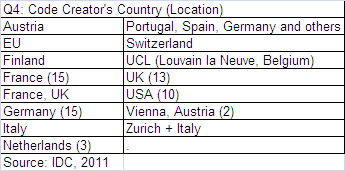 Q4: Code Creator's Country (Location)
Austria Portugal, Spain, Germany and others
EU Switzerland
Finland UCL (Louvain la Neuve, Belgium)
France (15) UK (13)
France, UK USA (10)
Germany (15) Vienna, Austria (2)
Italy Zurich + Italy
Netherlands (3) .
Source: IDC, 2011